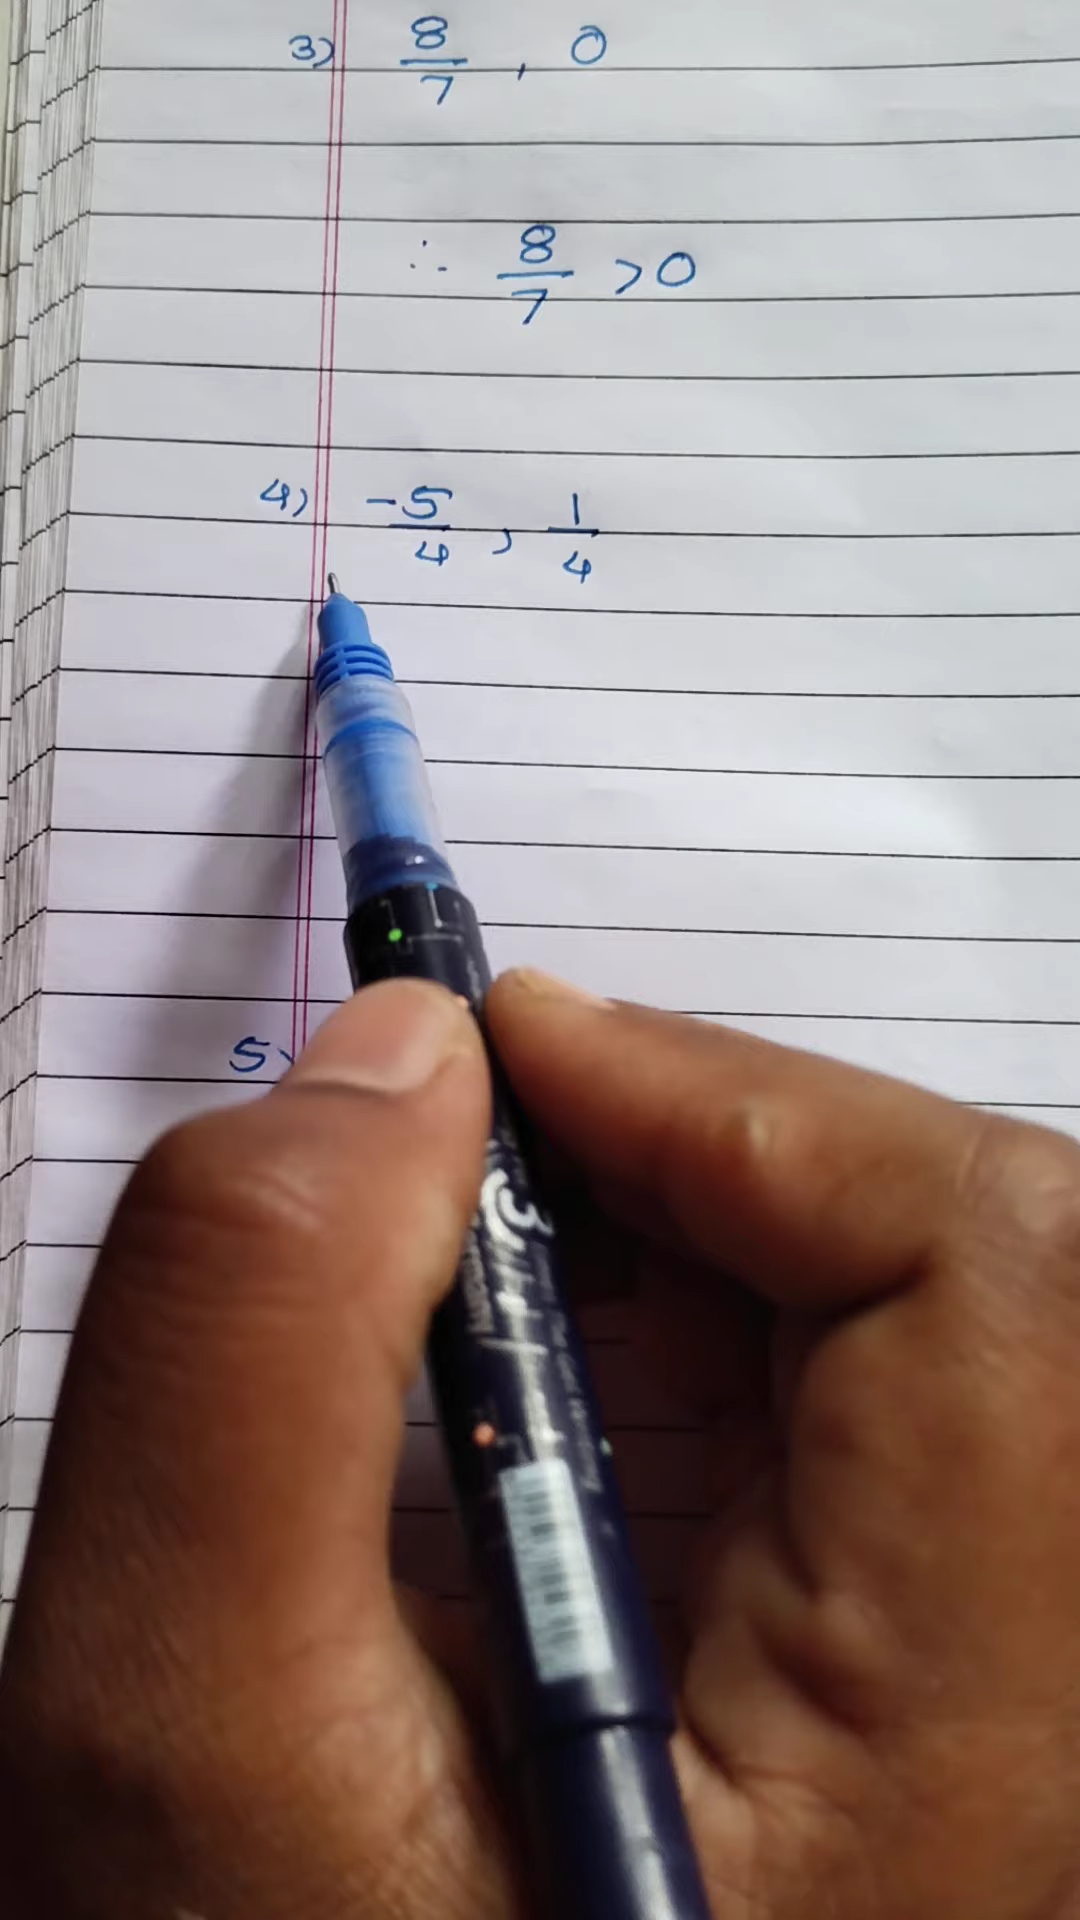 3) 8/7 , 0
∴ 8/7 > 0
4) -5/4 , 1/4
5)